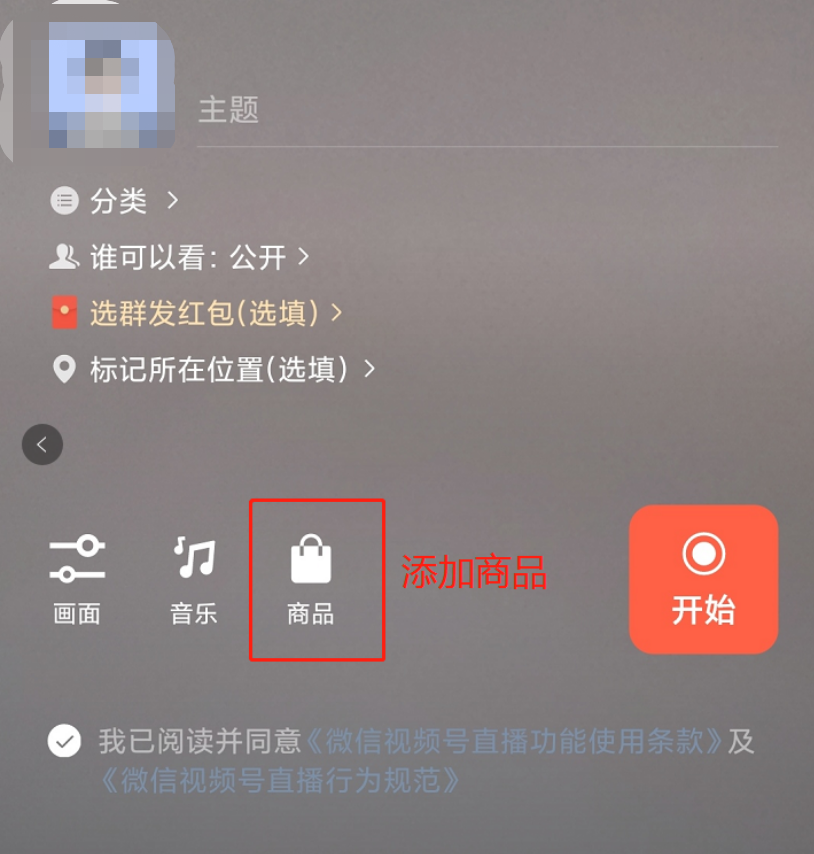 主题
分类
谁可以看：公开
选群发红包(选填)
标记所在位置(选填)
画面
音乐
商品
添加商品
开始
我已阅读并同意《微信视频号直播功能使用条款》及
《微信视频号直播行为规范》